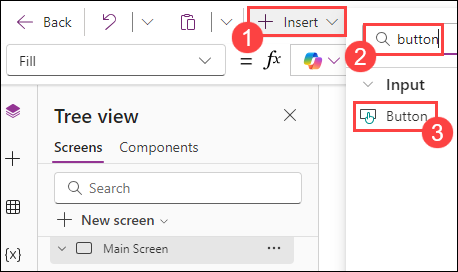 Back
1
Insert
2
button
Fill
= fx
Input
Button
3
Tree view
Screens Components
Search
New screen
{x}
Main Screen